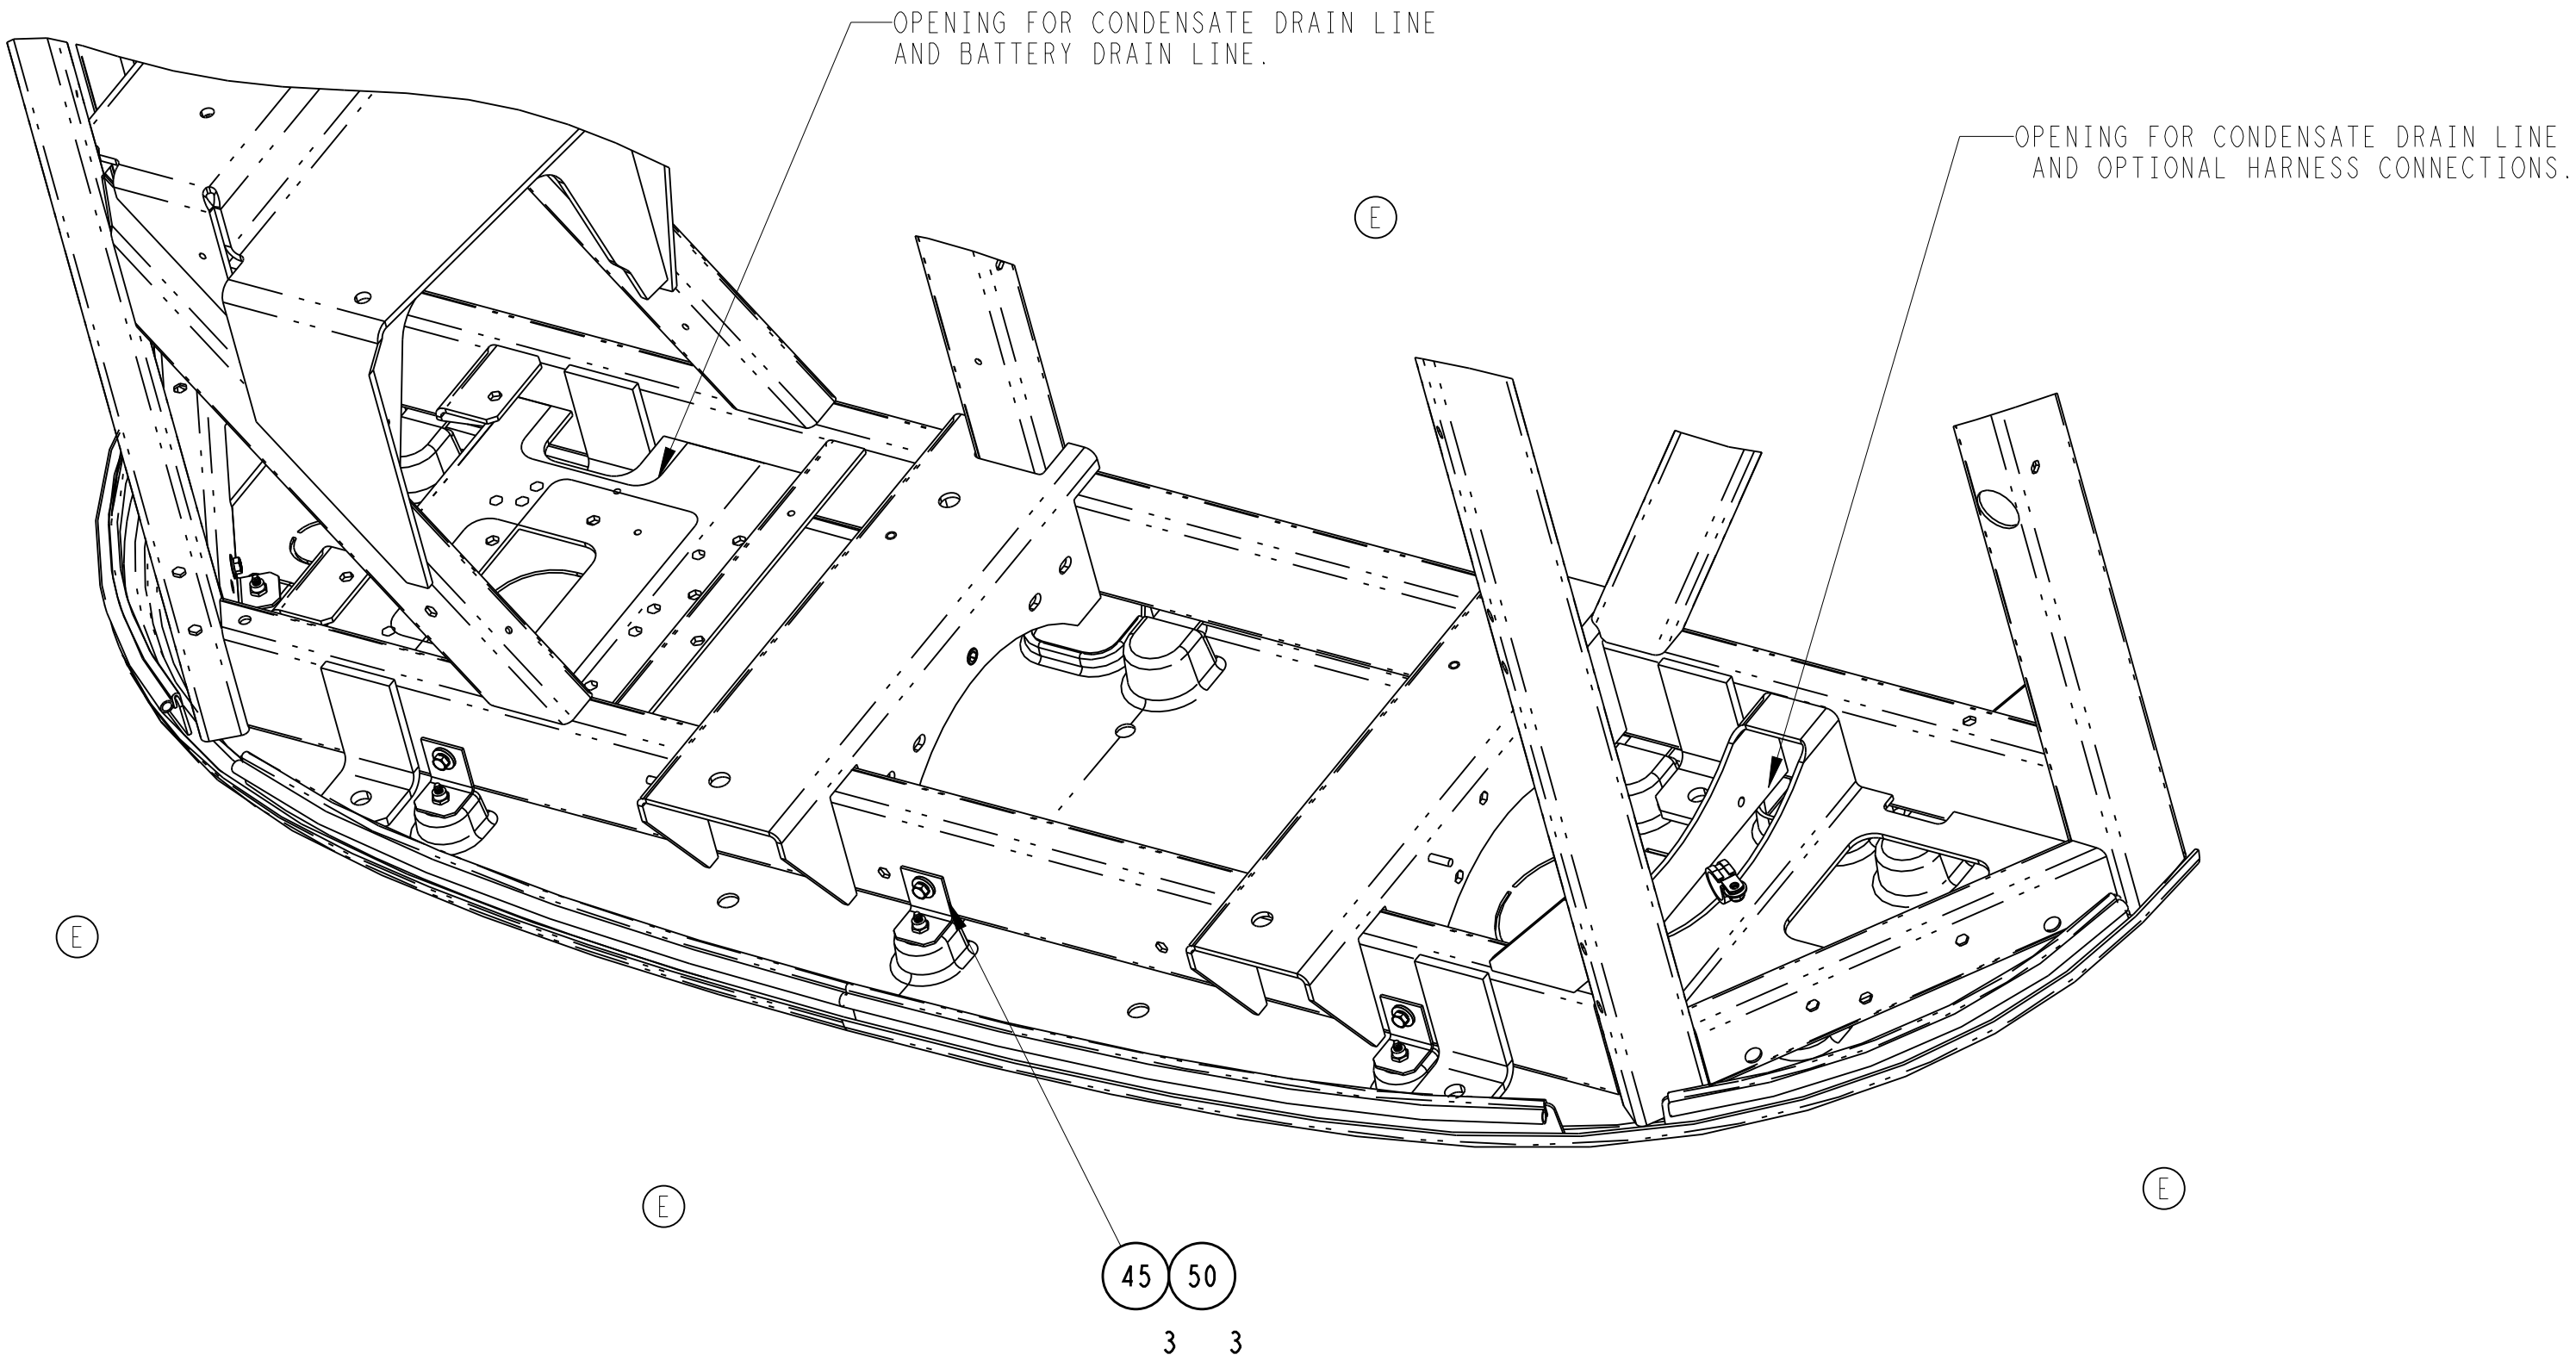 OPENING FOR CONDENSATE DRAIN LINE
AND BATTERY DRAIN LINE.
OPENING FOR CONDENSATE DRAIN LINE
AND OPTIONAL HARNESS CONNECTIONS.
E
E
E
E
45 50
3 3